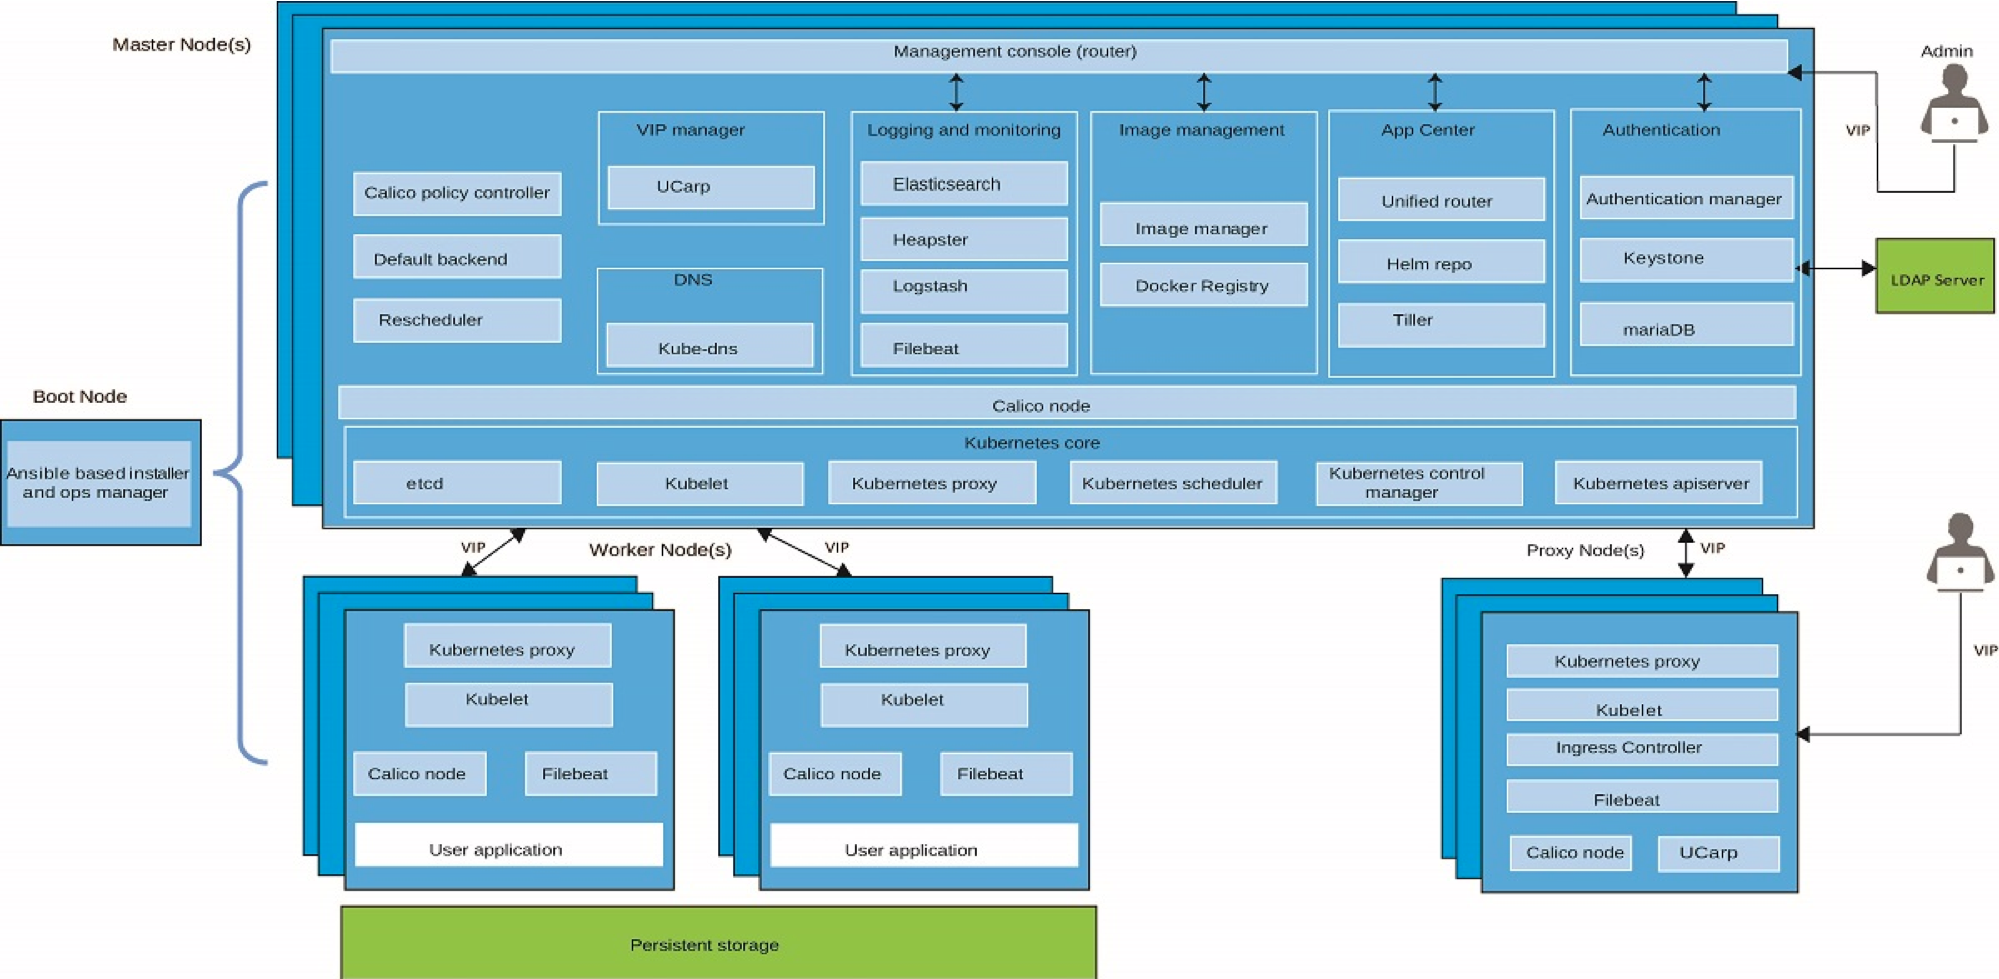 Master Node(s)
Management console (router)
Admin
VIP
VIP manager
UCarp
Logging and monitoring
Elasticsearch
Heapster
Logstash
Filebeat
Image management
Image manager
Docker Registry
App Center
Unified router
Helm repo
Tiller
Authentication
Authentication manager
Keystone
mariaDB
LDAP Server
Calico policy controller
Default backend
Rescheduler
DNS
Kube-dns
Boot Node
Ansible based installer
and ops manager
Calico node
Kubernetes core
etcd
Kubelet
Kubernetes proxy
Kubernetes scheduler
Kubernetes control
manager
Kubernetes apiserver
VIP
Worker Node(s)
VIP
Proxy Node(s)
VIP
Kubernetes proxy
Kubelet
Calico node
Filebeat
User application
Kubernetes proxy
Kubelet
Calico node
Filebeat
User application
Kubernetes proxy
Kubelet
Ingress Controller
Filebeat
Calico node
UCarp
VIP
Persistent storage